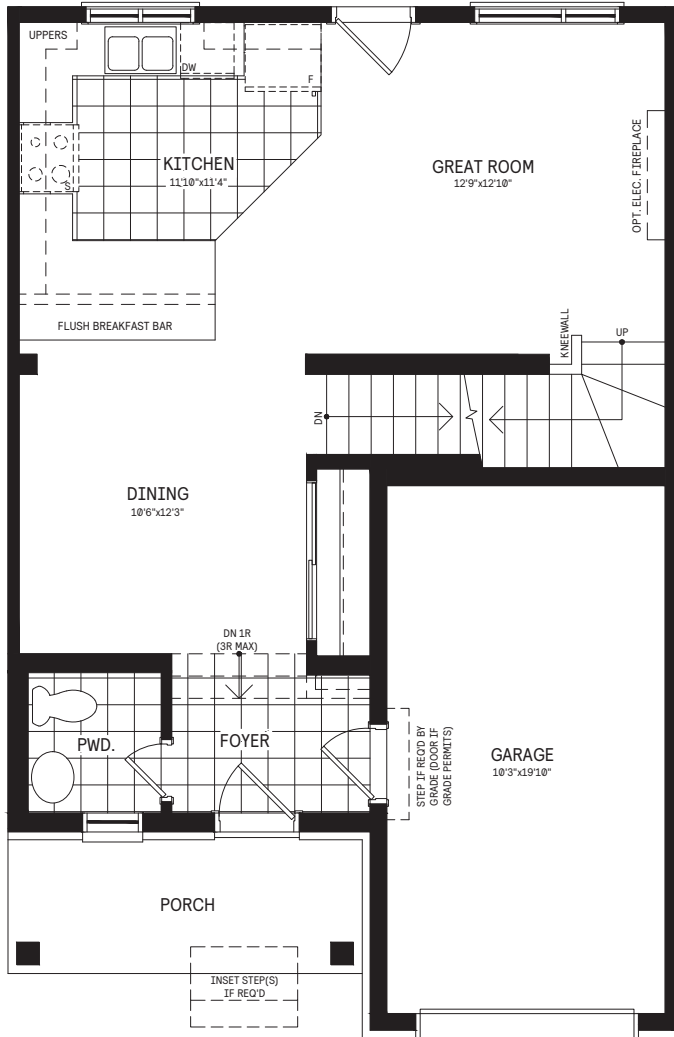 UPPERS
DW
F
KITCHEN
11'10"x11'4"
S
GREAT ROOM
12'9"x12'10"
OPT. ELEC. FIREPLACE
FLUSH BREAKFAST BAR
KNEEWALL
UP
DN
DINING
10'6"x12'3"
DN 1R
(3R MAX)
PWD.
FOYER
STEP IF REQ'D BY
GRADE (DOOR IF
GRADE PERMITS)
GARAGE
10'3"x19'10"
PORCH
INSET STEP(S)
IF REQ'D